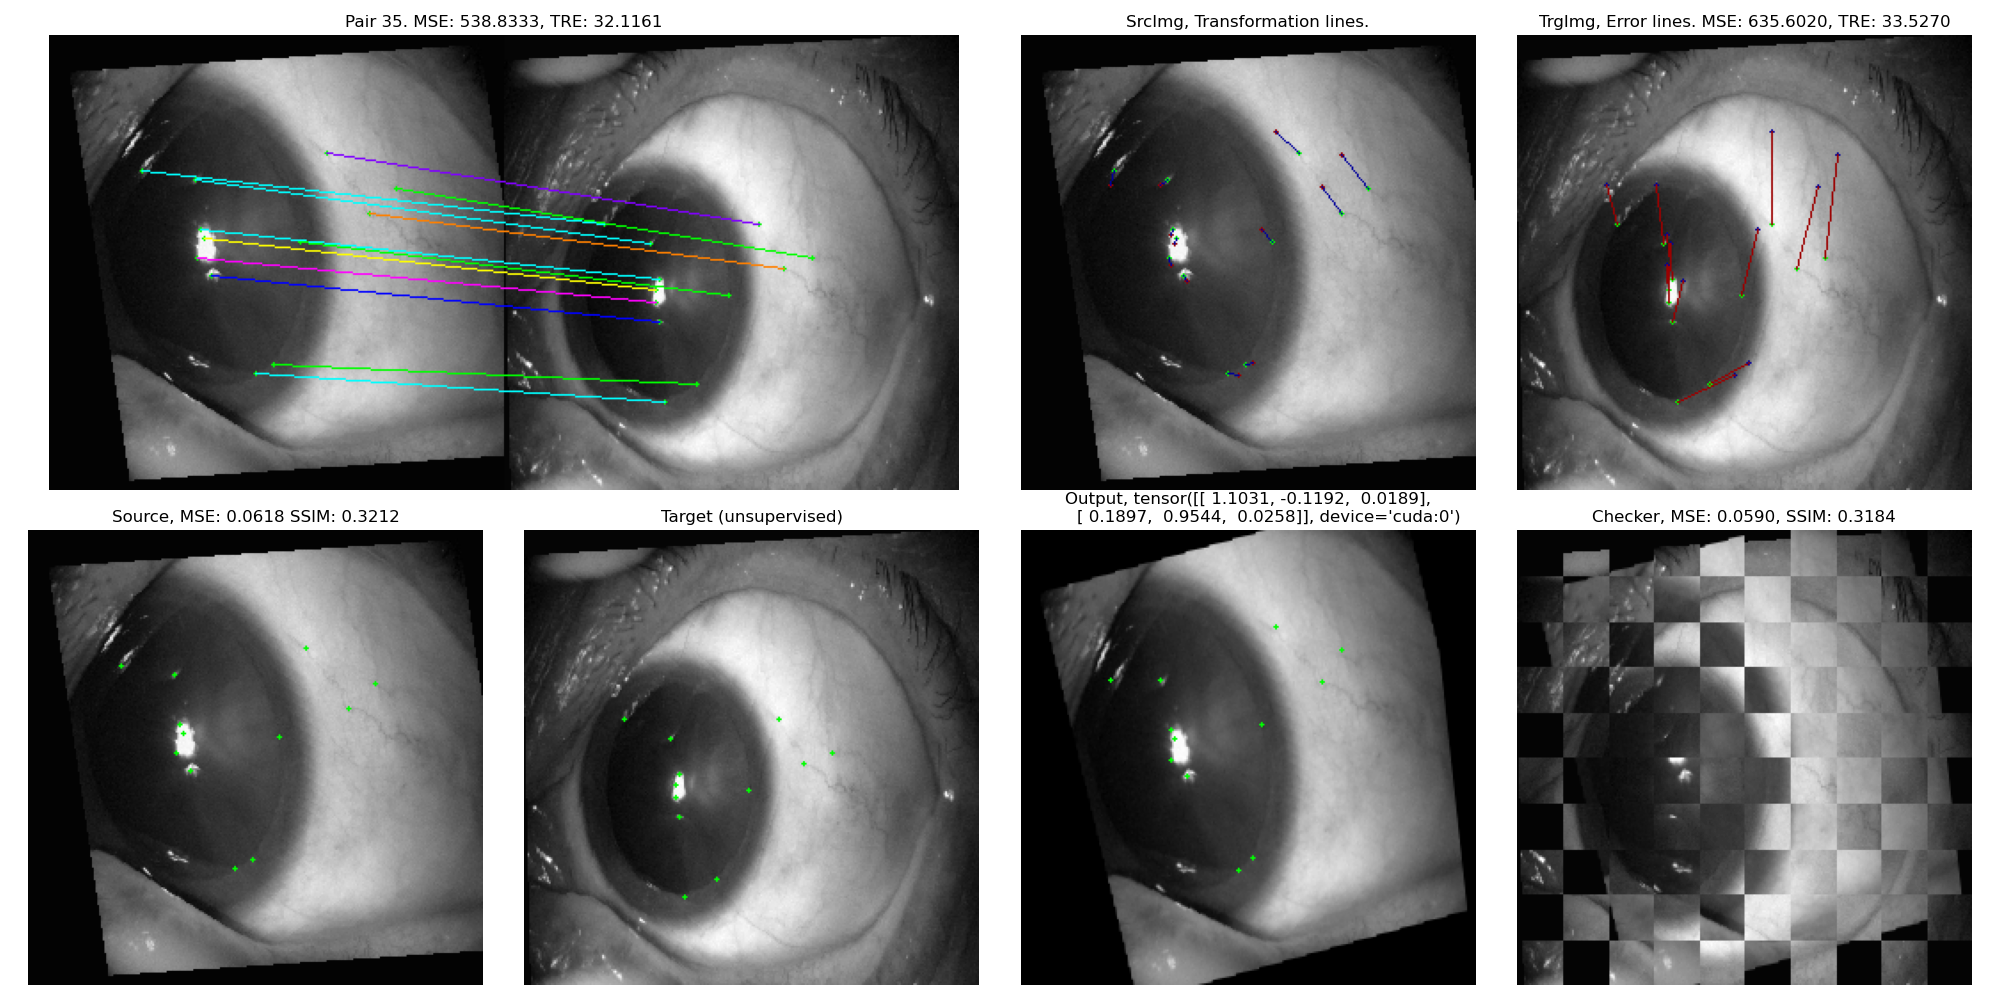 Pair 35. MSE: 538.8333, TRE: 32.1161
SrcImg, Transformation lines.
TrgImg, Error lines. MSE: 635.6020, TRE: 33.5270
Source, MSE: 0.0618 SSIM: 0.3212
Target (unsupervised)
Output, tensor([[ 1.1031, -0.1192, 0.0189],
[ 0.1897, 0.9544, 0.0258]], device='cuda:0')
Checker, MSE: 0.0590, SSIM: 0.3184